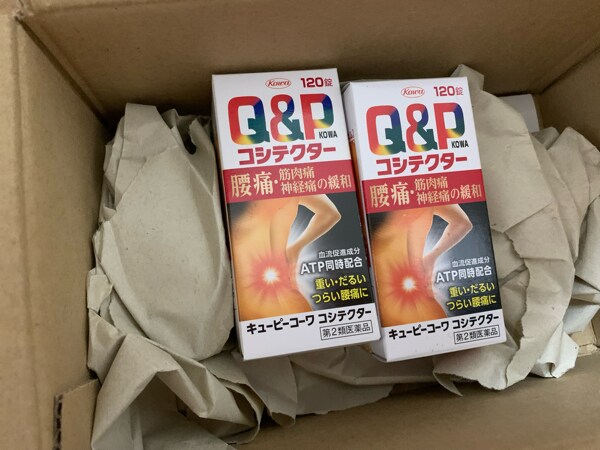 Kowa 120錠
Q&P
KOWA
コシテクター
腰痛・筋肉痛
神経痛の緩和
血流促進成分
ATP同時配合
重い・だるい
つらい腰痛に
キューピーコーワ コシテクター
第2類医薬品
Kowa 120錠
Q&P
KOWA
コシテクター
腰痛・筋肉痛
神経痛の緩和
血流促進成分
ATP同時配合
重い・だるい
つらい腰痛に
キューピーコーワ コシテクター
第2類医薬品